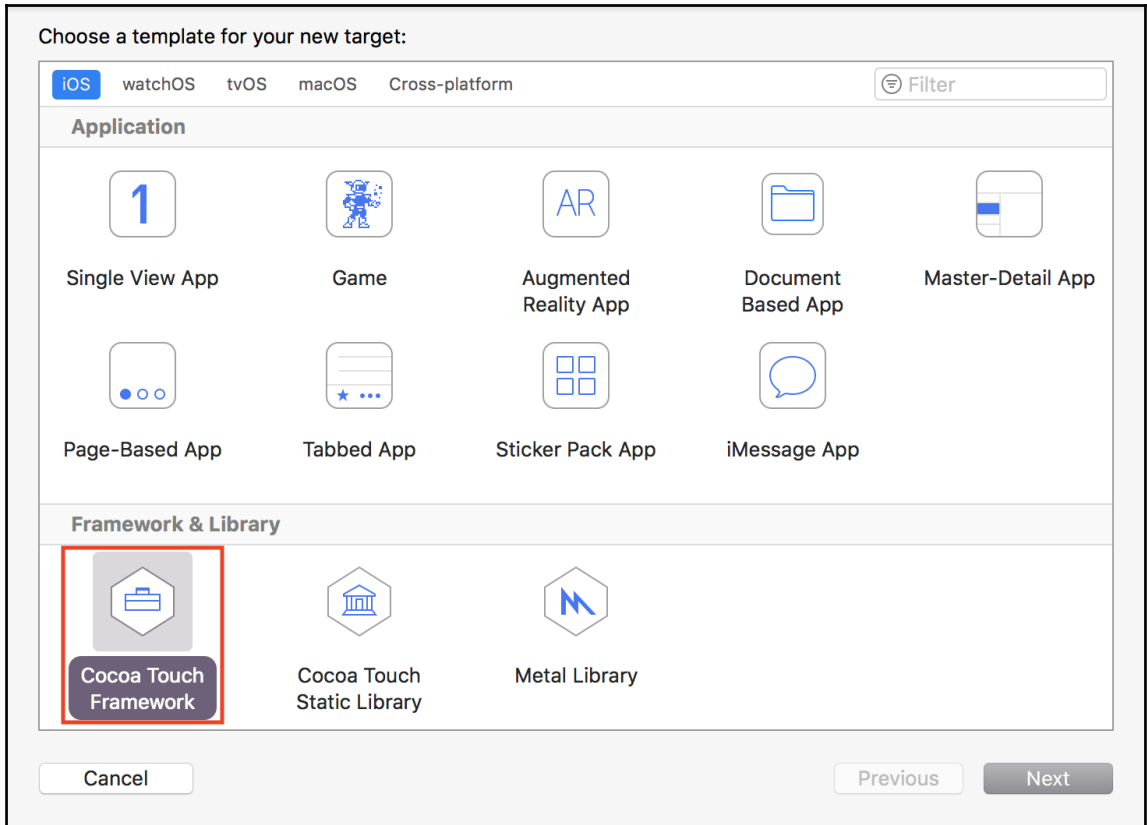 Choose a template for your new target:
iOS watchOS tvOS macOS Cross-platform Filter
Application
1 AR
Single View App Game Augmented Document Master-Detail App
Reality App Based App
Page-Based App Tabbed App Sticker Pack App iMessage App
Framework & Library
Cocoa Touch Cocoa Touch Metal Library
Framework Static Library
Cancel Previous Next